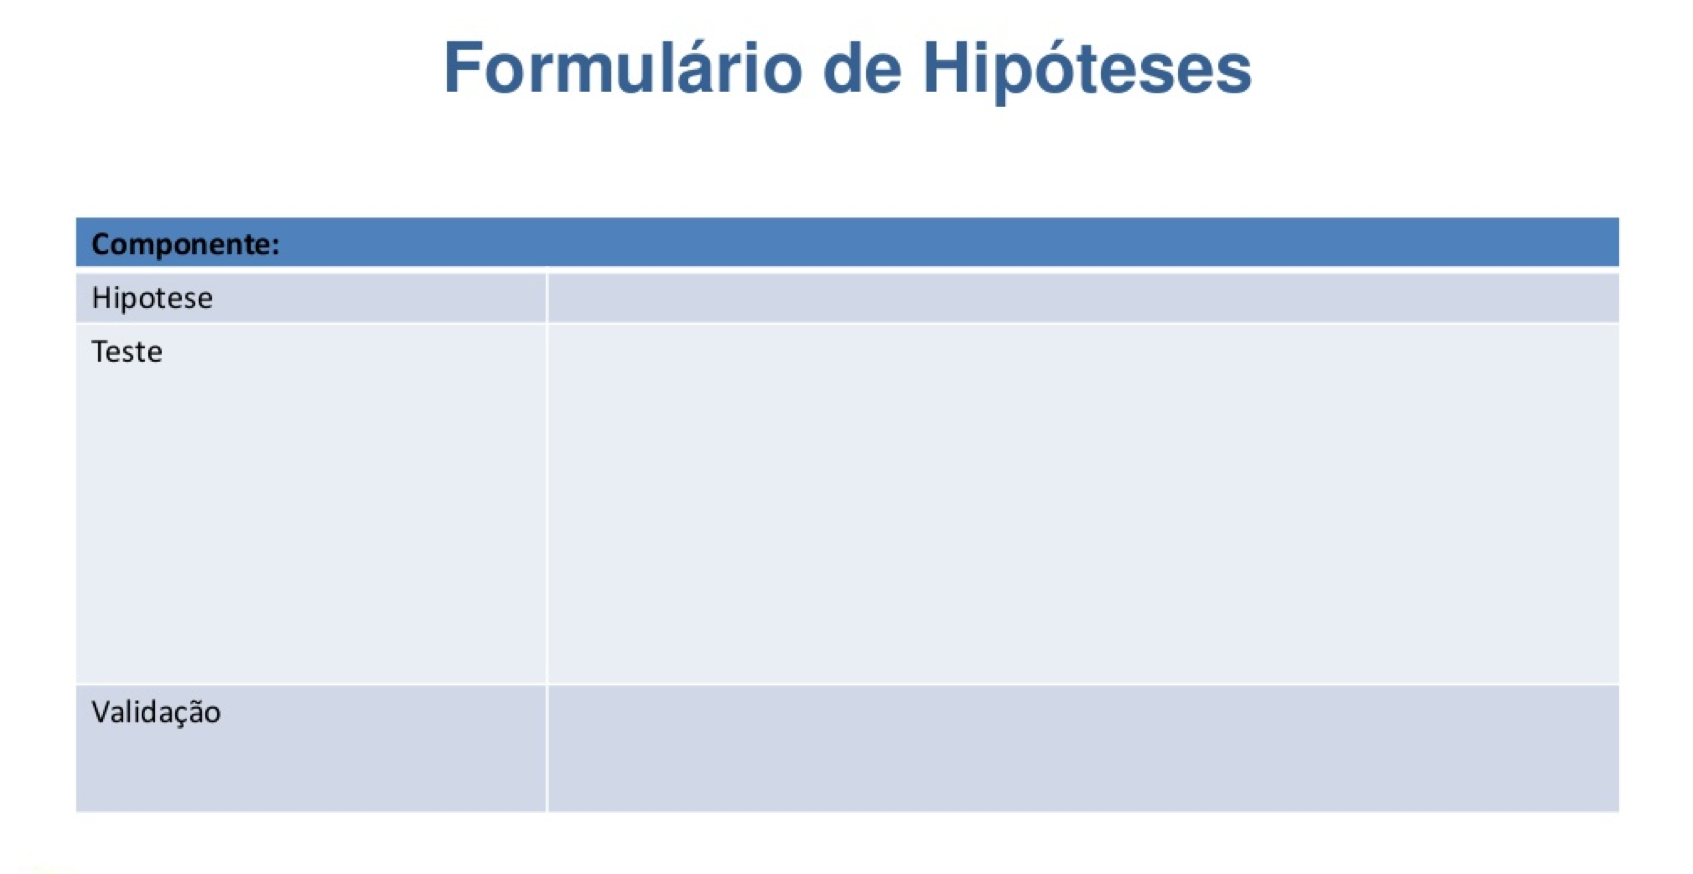 Formulário de Hipóteses
Componente:
Hipotese
Teste
Validação